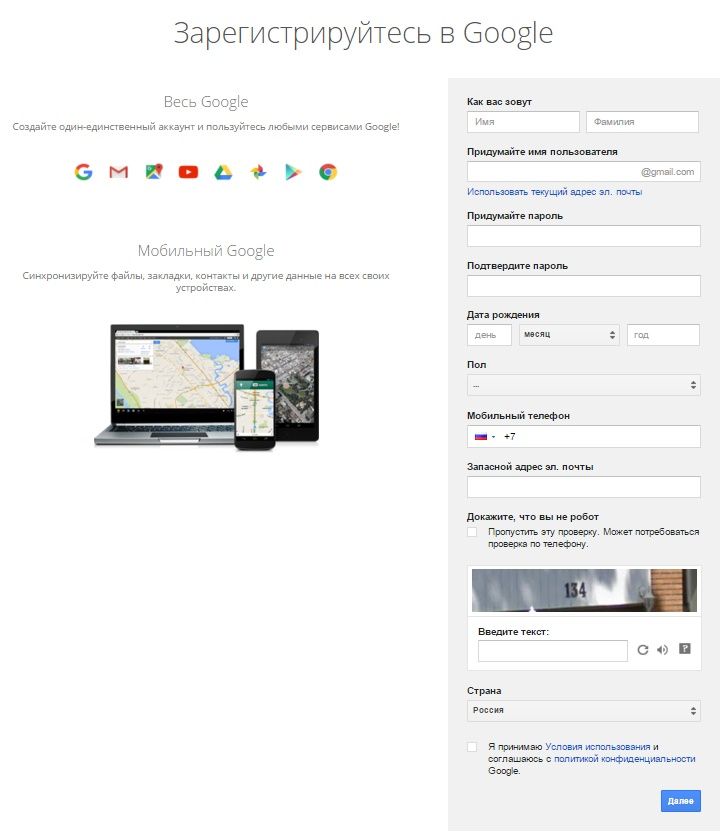 Зарегистрируйтесь в Google
Весь Google
Создайте один-единственный аккаунт и пользуйтесь любыми сервисами Google!
Мобильный Google
Синхронизируйте файлы, закладки, контакты и другие данные на всех своих
устройствах.
Как вас зовут
Имя
Фамилия
Придумайте имя пользователя
@gmail.com
Использовать текущий адрес эл. почты
Придумайте пароль
Подтвердите пароль
Дата рождения
день
месяц
год
Пол
...
Мобильный телефон
+7
Запасной адрес эл. почты
Докажите, что вы не робот
Пропустить эту проверку. Может потребоваться
проверка по телефону.
134
Введите текст:
?
Страна
Россия
Я принимаю Условия использования и
соглашаюсь с политикой конфиденциальности
Google.
Далее